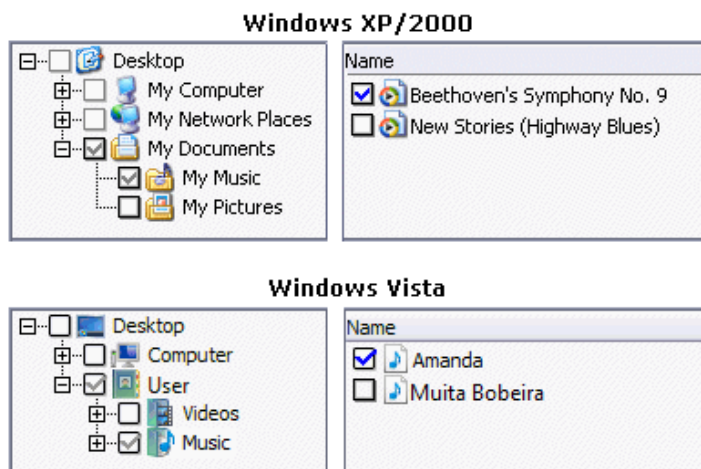 Windows XP/2000
Desktop
My Computer
My Network Places
My Documents
My Music
My Pictures
Name
Beethoven's Symphony No. 9
New Stories (Highway Blues)
Windows Vista
Desktop
Computer
User
Videos
Music
Name
Amanda
Muita Bobeira